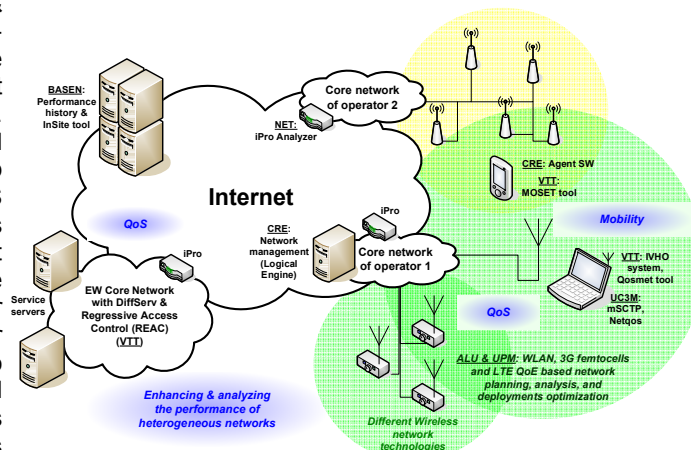 BASEN:
Performance
history &
InSite tool
Core network
of operator 2
NET:
iPro Analyzer
CRE: Agent SW
VTT:
MOSET tool
Internet
QoS
iPro
CRE:
Network
management
(Logical
Engine)
Core network
of operator 1
Mobility
VTT: IVHO
system,
Qosmet tool
UC3M:
mSCTP,
Netqos
iPro
Service
servers
EW Core Network
with DiffServ &
Regressive Access
Control (REAC)
(VTT)
QoS
ALU & UPM: WLAN, 3G femtocells
and LTE QoE based network
planning, analysis, and
deployments optimization
Enhancing & analyzing
the performance of
heterogeneous networks
Different Wireless
network
technologies